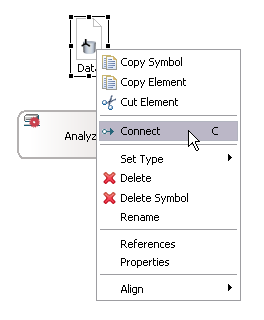 Data
Copy Symbol
Copy Element
Cut Element
Analyz
Connect C
Set Type
Delete
Delete Symbol
Rename
References
Properties
Align